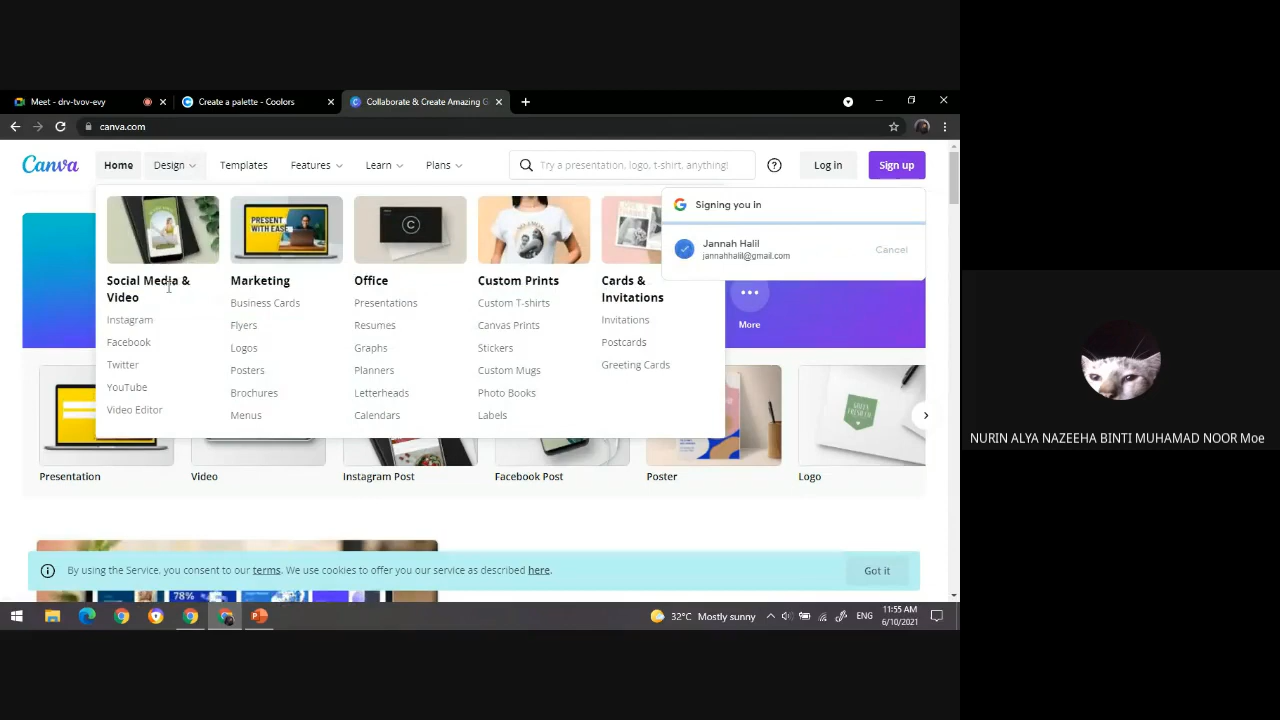 Meet - drv-tvov-evy
Create a palette - Coolors
Collaborate & Create Amazing G
canva.com
Canva
Home
Design
Templates
Features
Learn
Plans
Try a presentation, logo, t-shirt, anything!
Log in
Sign up
Signing you in
Jannah Halil
jannahhalil@gmail.com
Cancel
PRESENT
WITH EASE
C
Social Media &
Video
Instagram
Facebook
Twitter
YouTube
Video Editor
Marketing
Business Cards
Flyers
Logos
Posters
Brochures
Menus
Office
Presentations
Resumes
Graphs
Planners
Letterheads
Calendars
Custom Prints
Custom T-shirts
Canvas Prints
Stickers
Custom Mugs
Photo Books
Labels
Cards &
Invitations
Invitations
Postcards
Greeting Cards
More
Presentation
Video
Instagram Post
Facebook Post
Poster
Logo
By using the Service, you consent to our terms. We use cookies to offer you our service as described here.
Got it
78%
32°C Mostly sunny
ENG
11:55 AM
6/10/2021
NURIN ALYA NAZEEHA BINTI MUHAMAD NOOR Moe